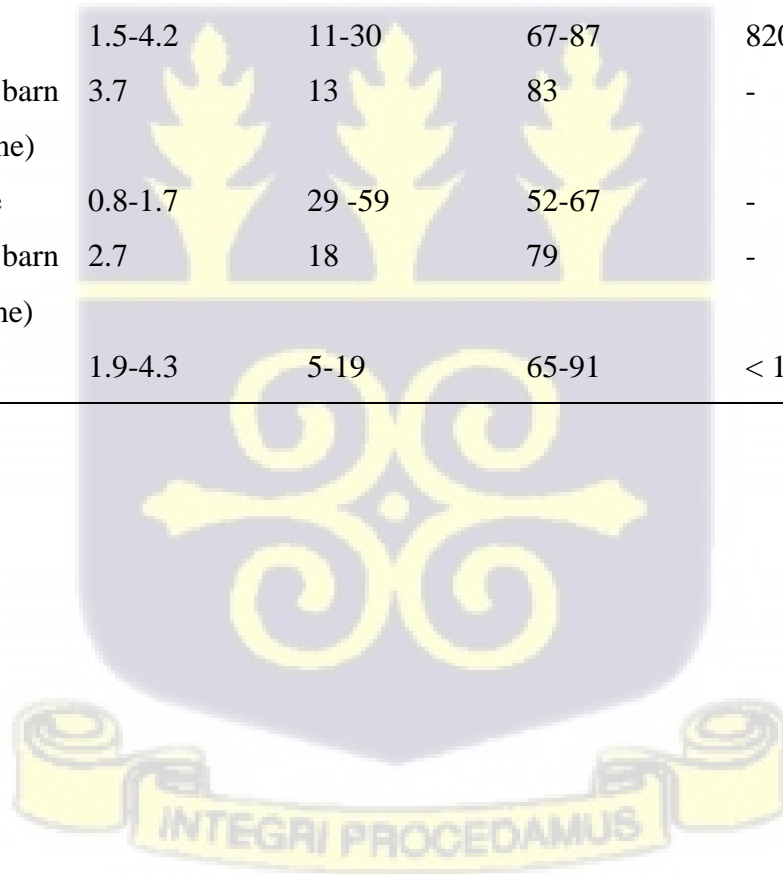 1.5-4.2 11-30 67-87 820
barn 3.7 13 83 -
ne)
e 0.8-1.7 29 -59 52-67 -
barn 2.7 18 79 -
ne)
1.9-4.3 5-19 65-91 < 1
INTEGRI PROCEDAMUS